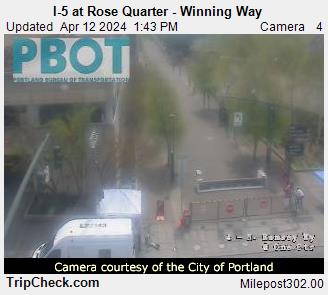 I-5 at Rose Quarter - Winning Way
Updated Apr 12 2024 1:43 PM Camera 4
PBOT
PORTLAND BUREAU OF TRANSPORTATION
Camera courtesy of the City of Portland
TripCheck.com Milepost302.00